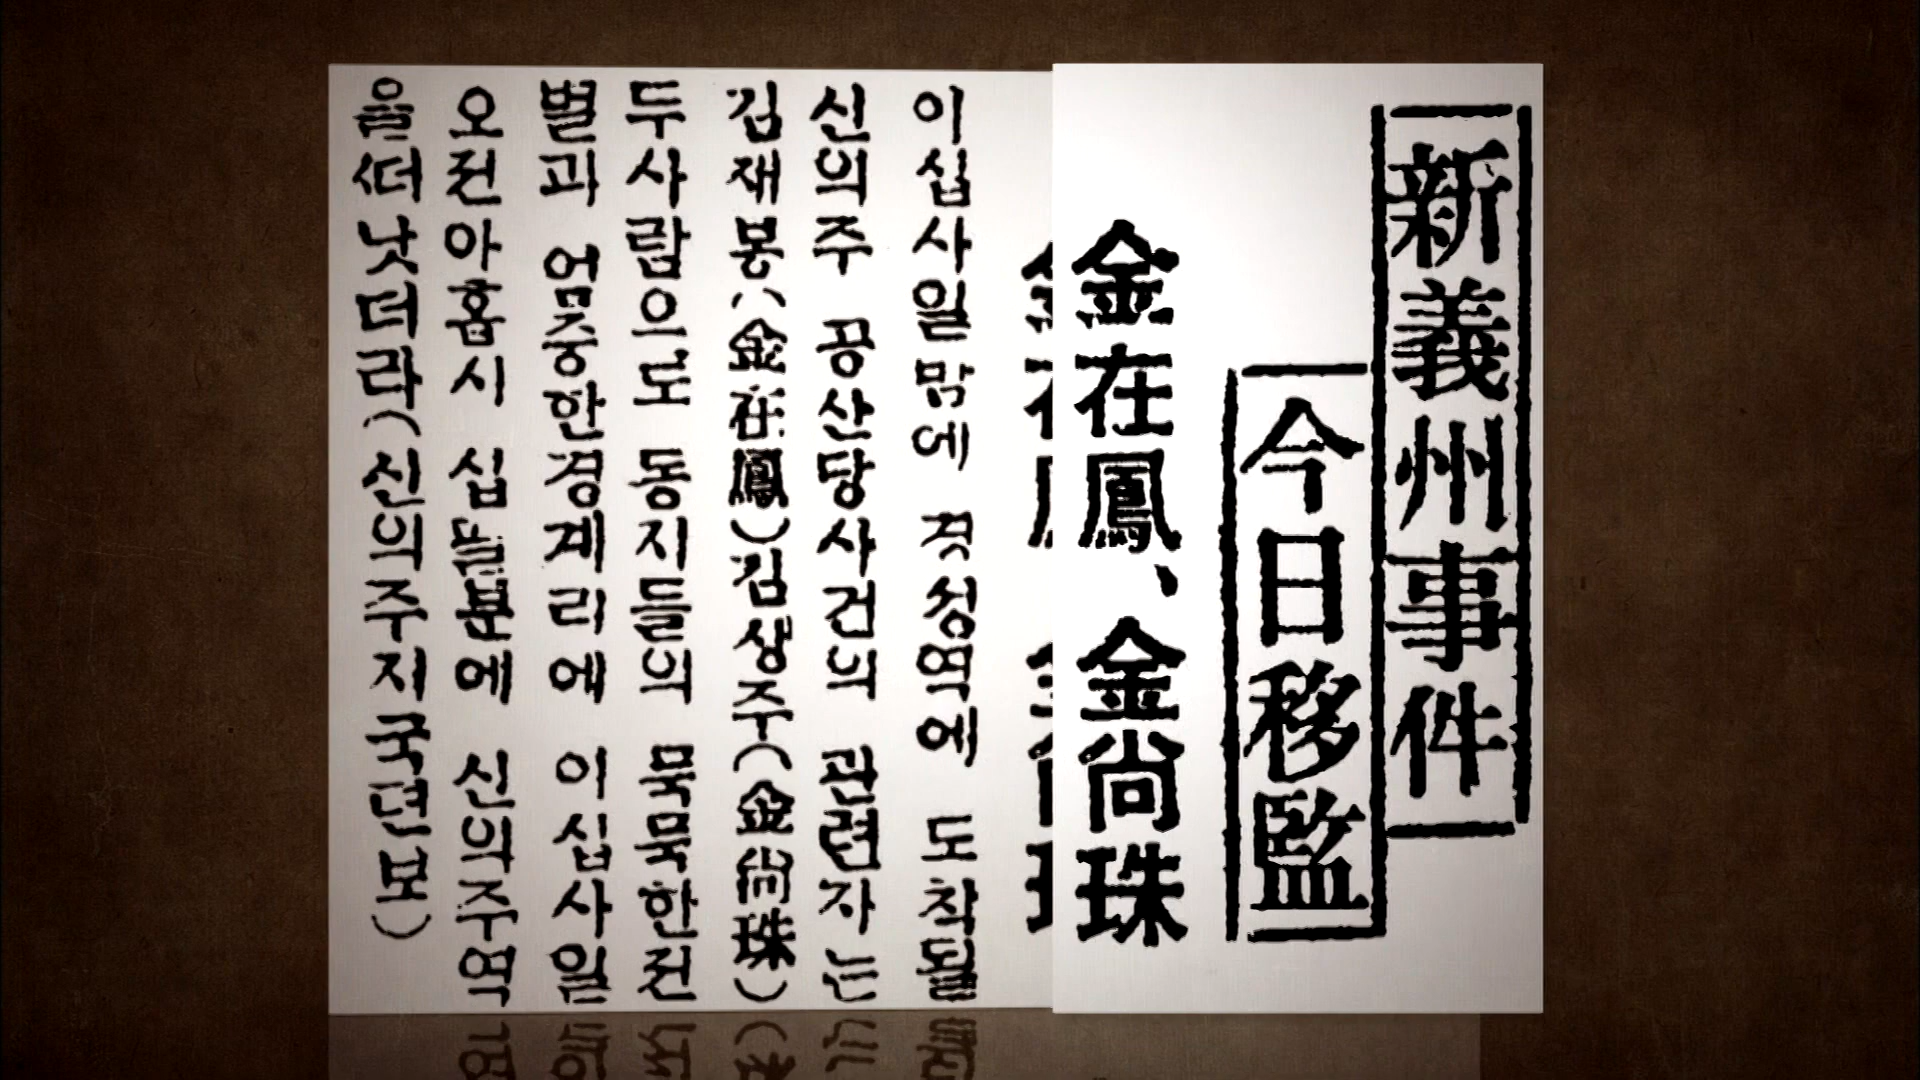 新義州事件
今日移監
金在鳳、金尙珠
이십사일 에 경성역에 도착될
신의주 공산당사건의 관련자는
김재봉(金在鳳)김상주(金尙珠)
두사람으로 동지들의 묵묵한전
별과 엄중한경계리에 이십사일
오전아홉시 십 분에 신의주역
을ᄯᅥ낫더라(신의주지국뎐보)